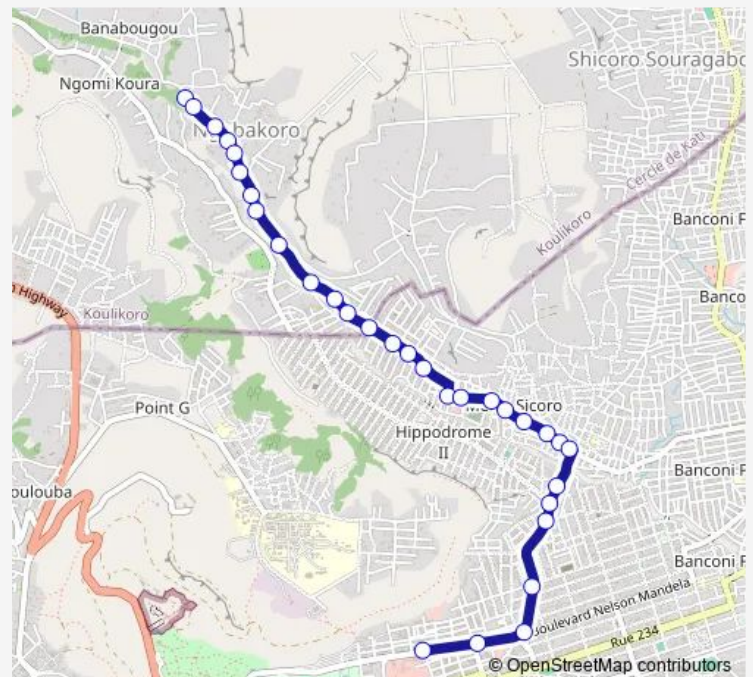 Banabougou
Shicoro Souragabo
Ngomi Koura
Cercle de Kati
Koulikoro
Banconi F
Banco
Highway
Koulikoro
Point G
Sicoro
Hippodrome
II
Banconi F
oulouba
Banconi F
Boulevard Nelson Mandela
Rue 234
© OpenStreetMap contributors